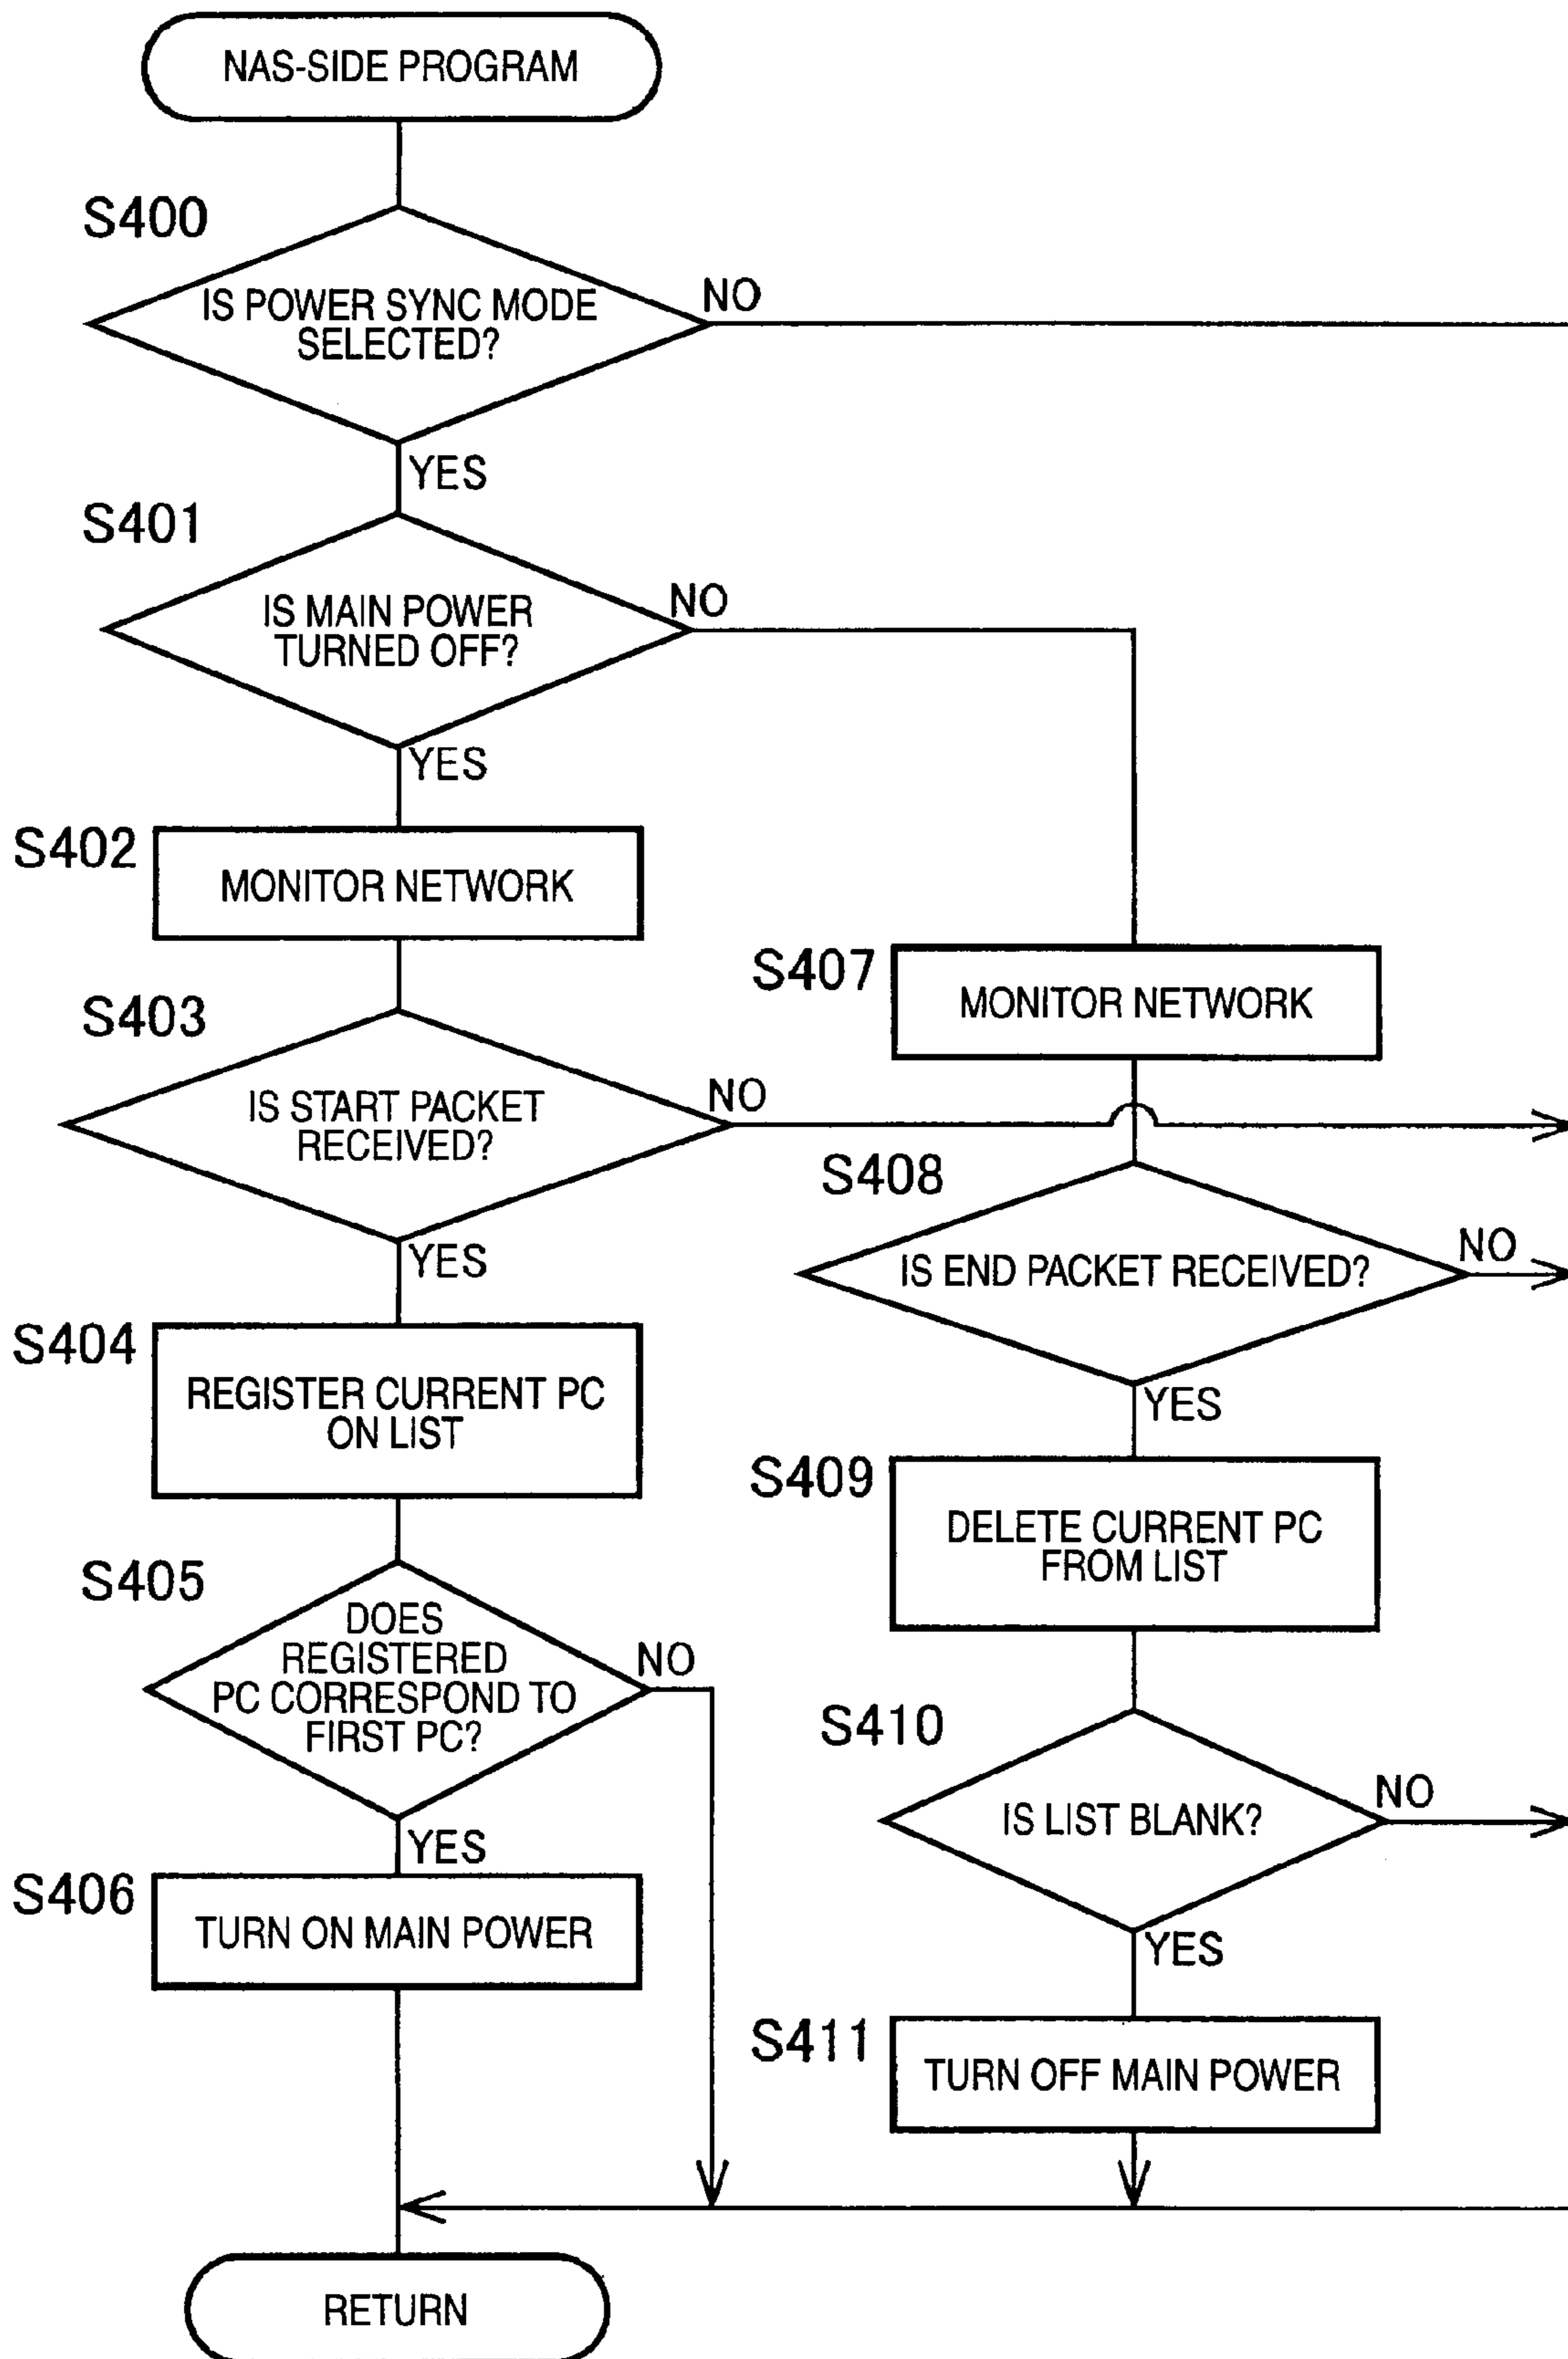 NAS-SIDE PROGRAM
S400
IS POWER SYNC MODE
SELECTED?
NO
YES
S401
IS MAIN POWER
TURNED OFF?
NO
YES
S402
MONITOR NETWORK
S403
IS START PACKET
RECEIVED?
NO
YES
S404
REGISTER CURRENT PC
ON LIST
S405
DOES
REGISTERED
PC CORRESPOND TO
FIRST PC?
NO
YES
S406
TURN ON MAIN POWER
S407
MONITOR NETWORK
S408
IS END PACKET RECEIVED?
NO
YES
S409
DELETE CURRENT PC
FROM LIST
S410
IS LIST BLANK?
NO
YES
S411
TURN OFF MAIN POWER
RETURN